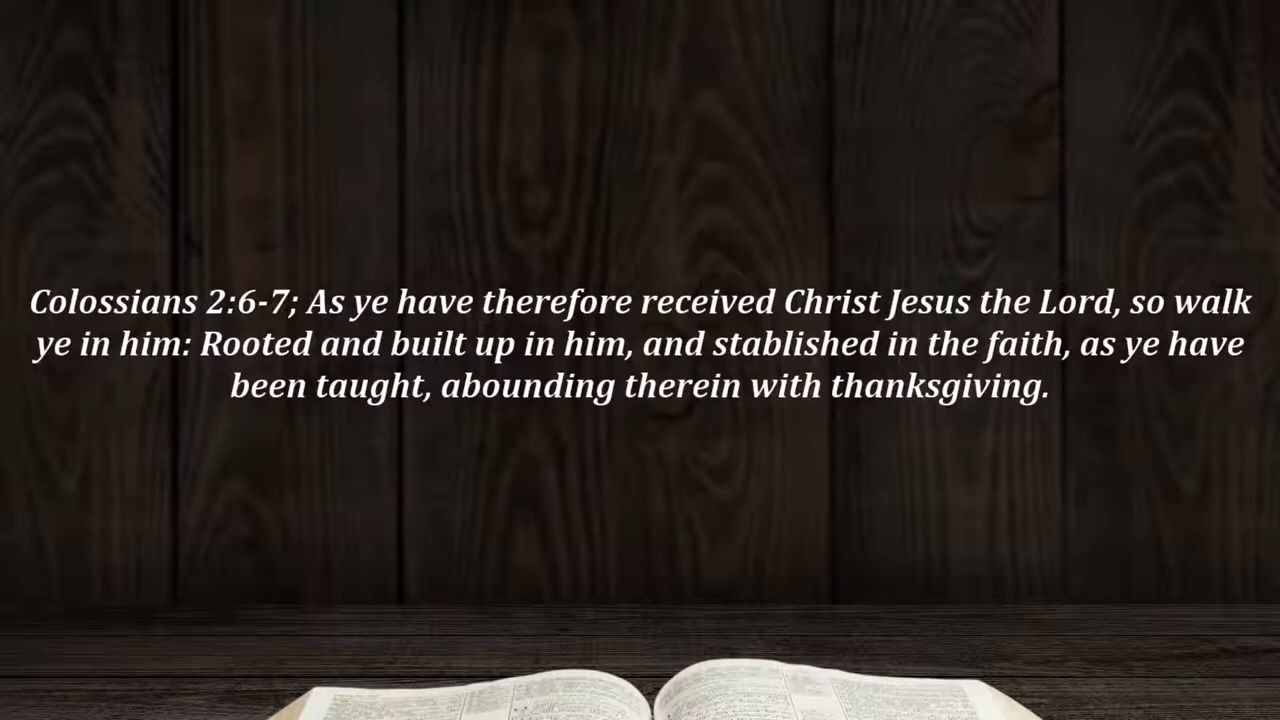 Colossians 2:6-7; As ye have therefore received Christ Jesus the Lord, so walk
ye in him: Rooted and built up in him, and stablished in the faith, as ye have
been taught, abounding therein with thanksgiving.